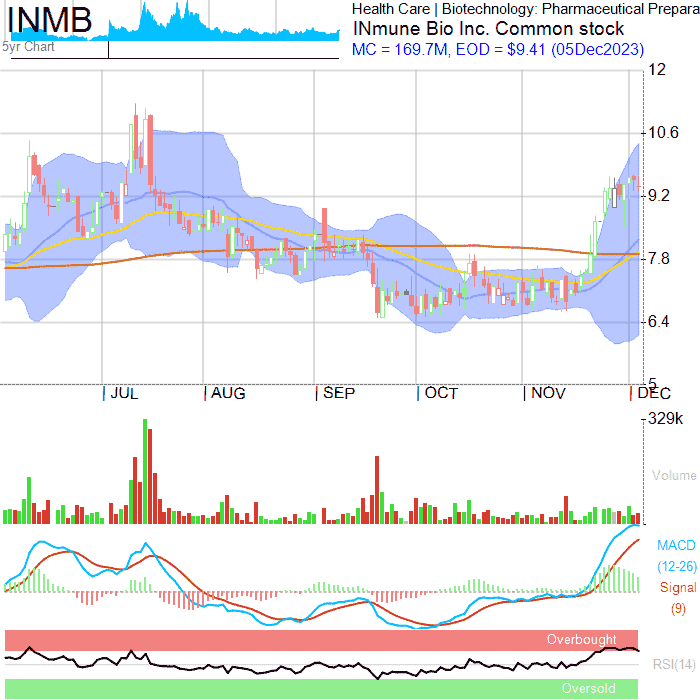 INMB
5yr Chart
Health Care | Biotechnology: Pharmaceutical Prepara
INmune Bio Inc. Common stock
MC = 169.7M, EOD = $9.41 (05Dec2023)
12
10.6
9.2
7.8
6.4
5
JUL AUG SEP OCT NOV DEC
329k
Volume
MACD
(12-26)
Signal
(9)
Overbought
RSI(14)
Oversold